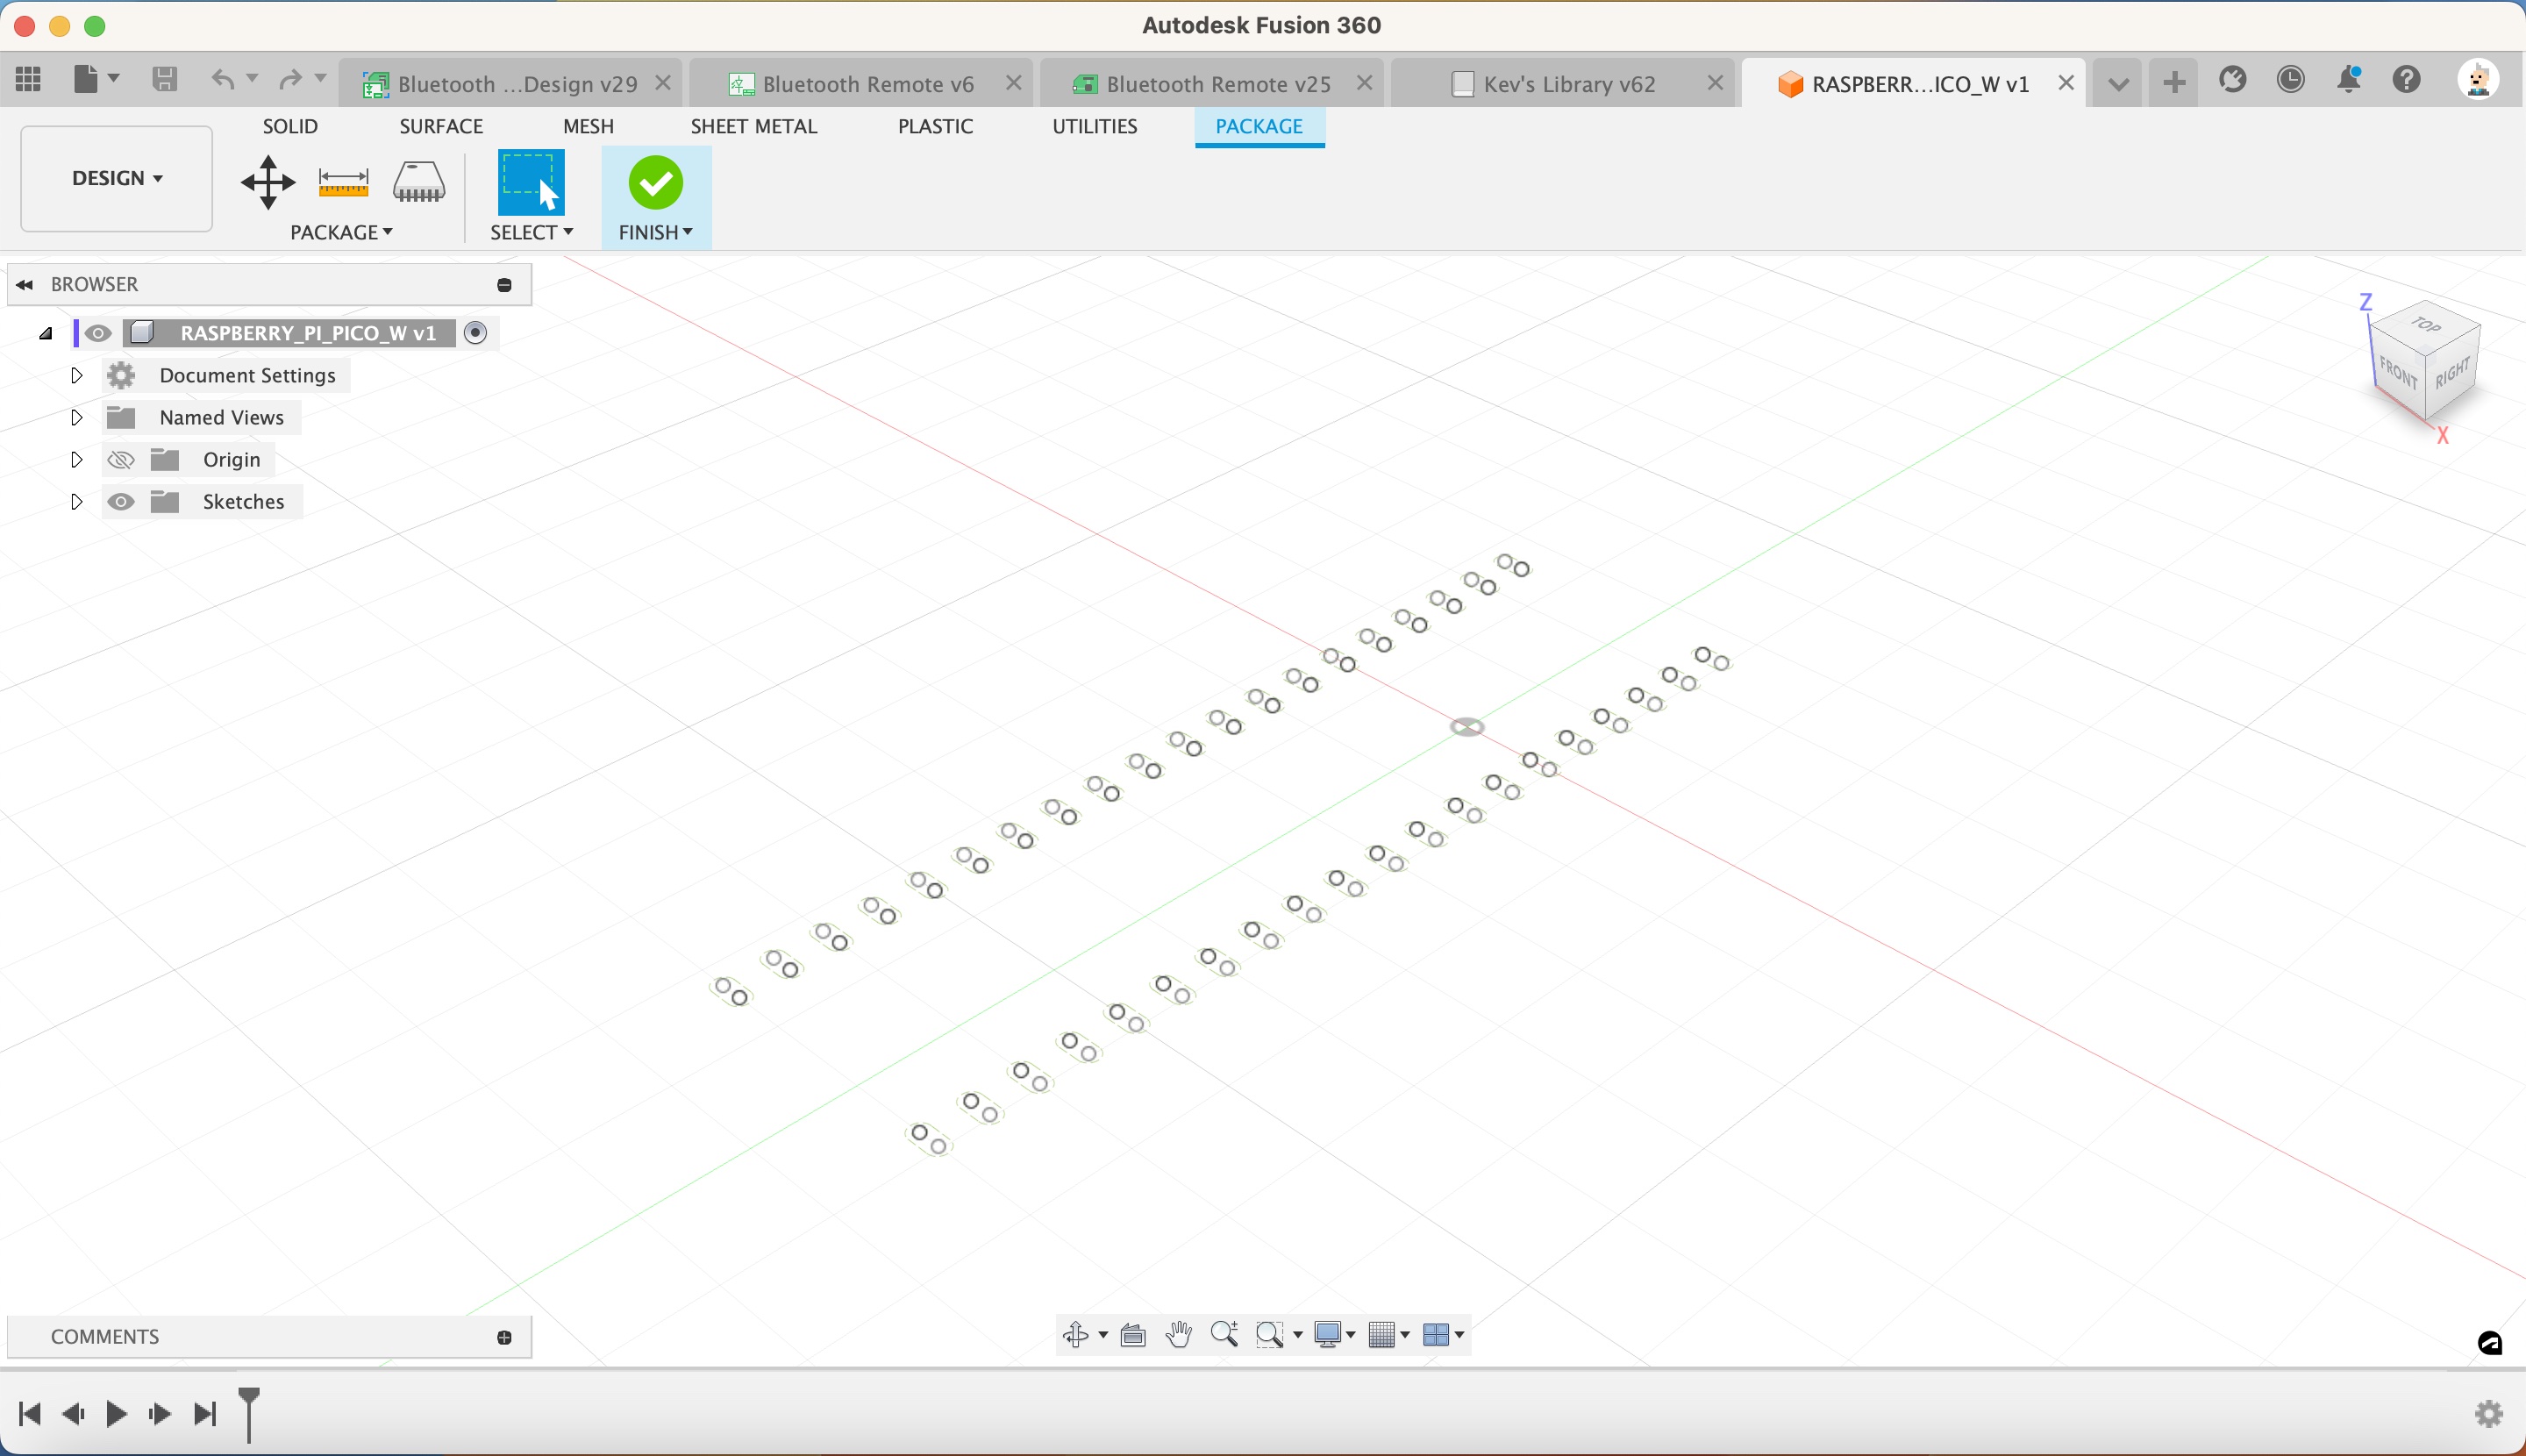 Autodesk Fusion 360
Bluetooth ...Design v29
Bluetooth Remote v6
Bluetooth Remote v25
Kev's Library v62
RASPBERR...ICO_W v1
SOLID
SURFACE
MESH
SHEET METAL
PLASTIC
UTILITIES
PACKAGE
DESIGN
PACKAGE
SELECT
FINISH
BROWSER
RASPBERRY_PI_PICO_W v1
Document Settings
Named Views
Origin
Sketches
Z
TOP
FRONT
RIGHT
X
COMMENTS